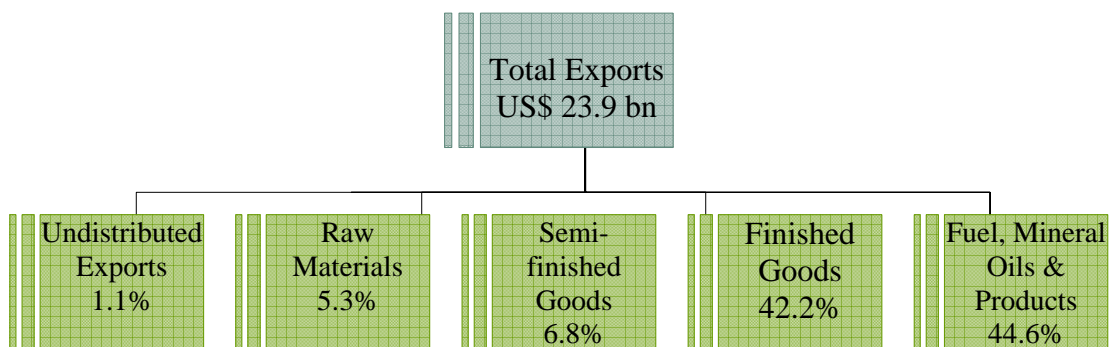 Total Exports
US$ 23.9 bn
Undistributed
Exports
1.1%
Raw
Materials
5.3%
Semi-
finished
Goods
6.8%
Finished
Goods
42.2%
Fuel, Mineral
Oils &
Products
44.6%